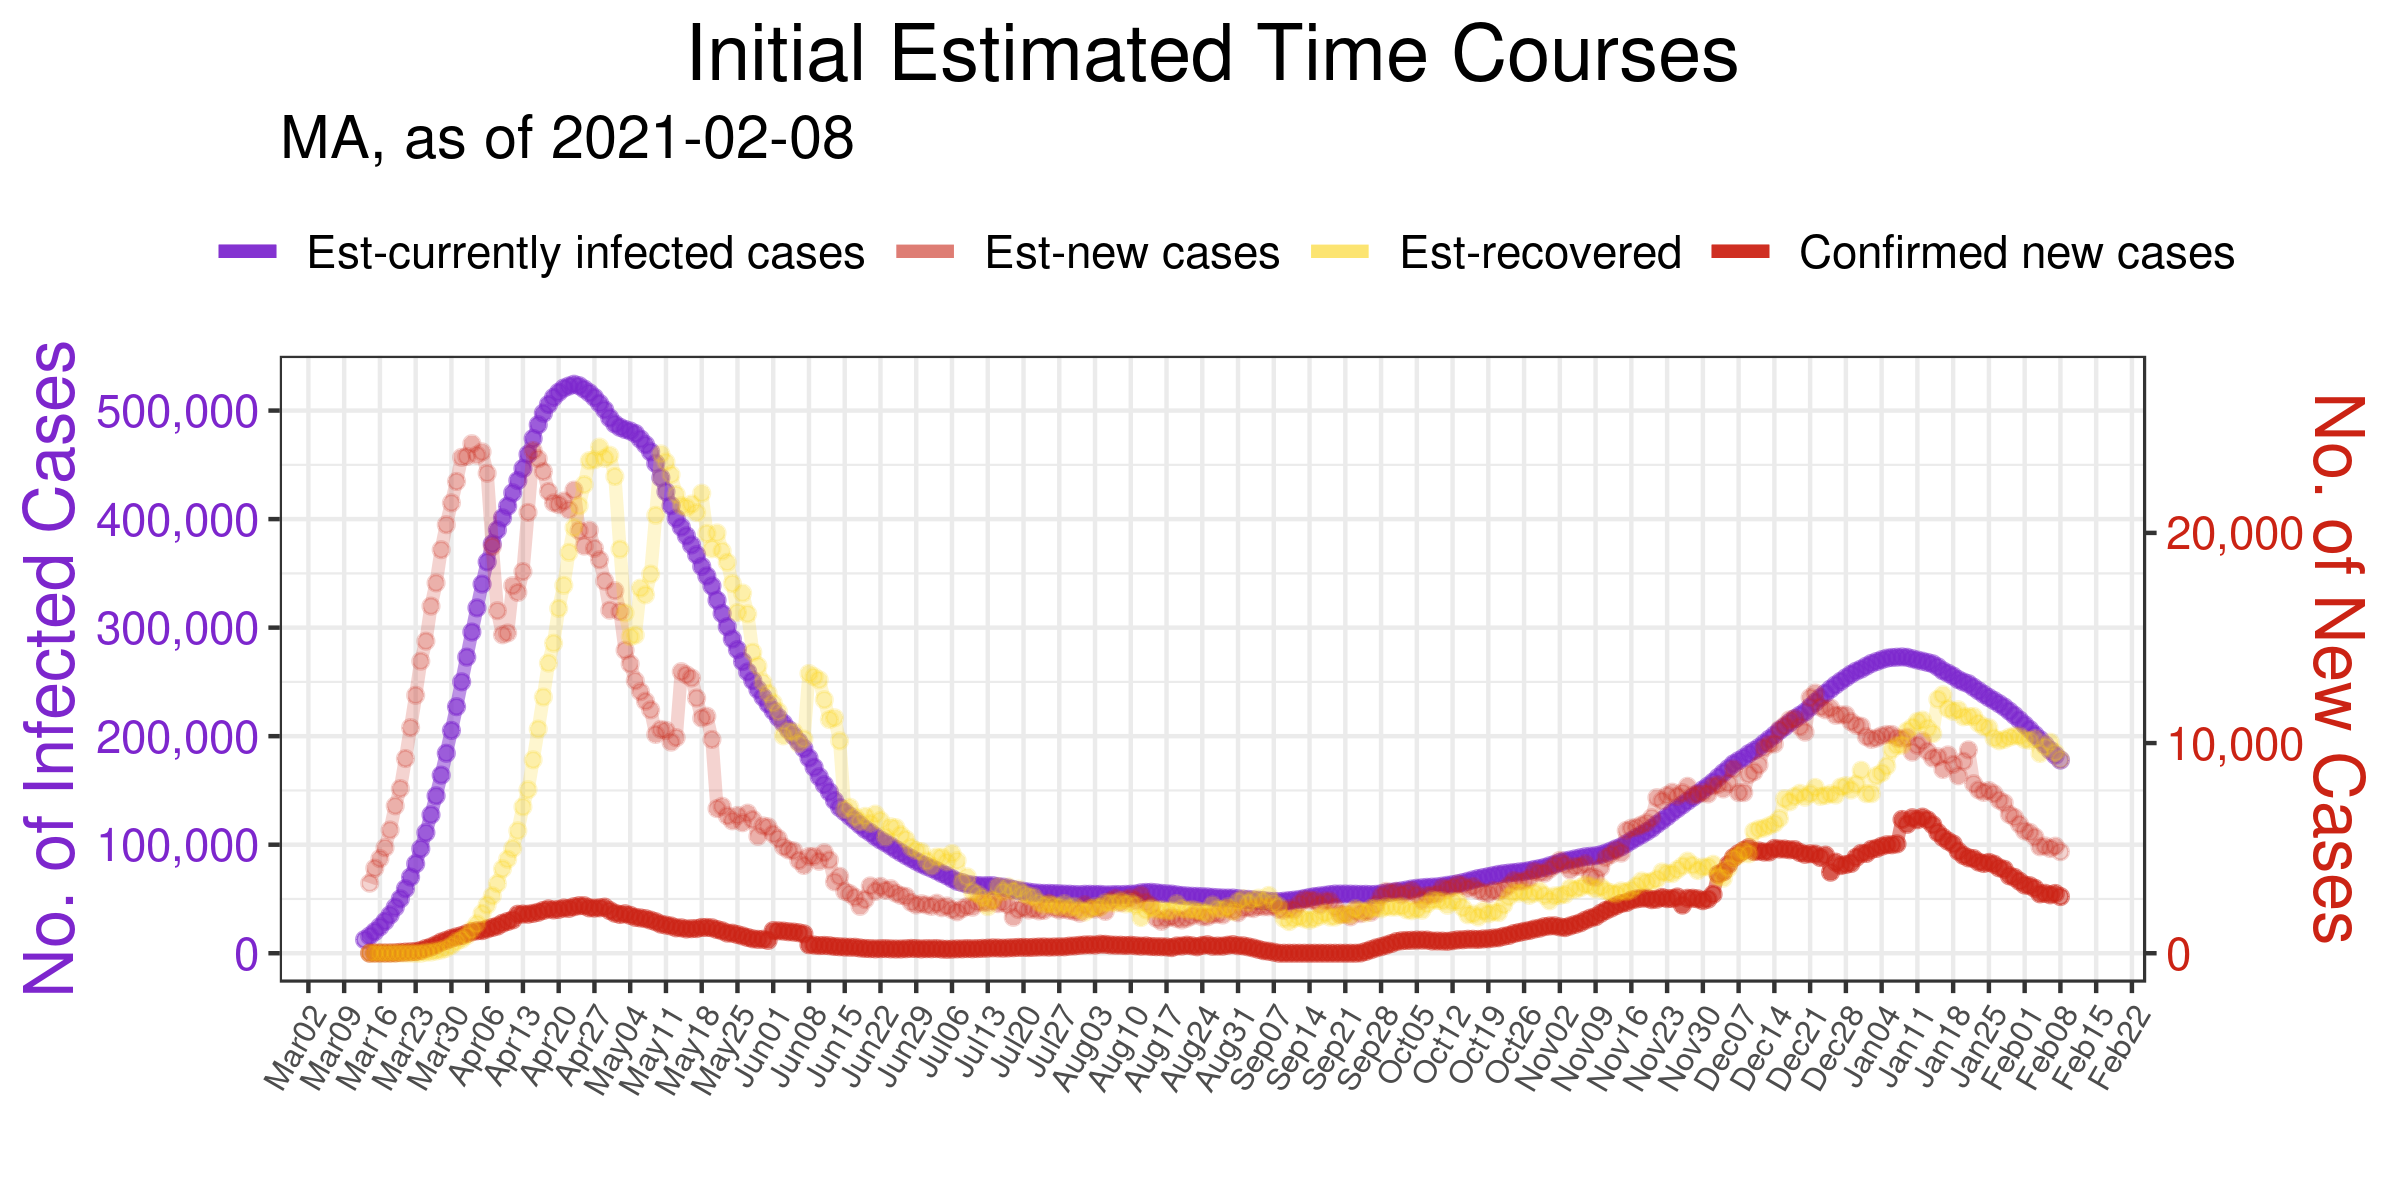 Initial Estimated Time Courses
MA, as of 2021-02-08
Est-currently infected cases Est-new cases Est-recovered Confirmed new cases
No. of Infected Cases
500,000
400,000
300,000
200,000
100,000
0
20,000
10,000
0
No. of New Cases
Mar02 Mar09 Mar16 Mar23 Mar30 Apr06 Apr13 Apr20 Apr27 May04 May11 May18 May25 Jun01 Jun08 Jun15 Jun22 Jun29 Jul06 Jul13 Jul20 Jul27 Aug03 Aug10 Aug17 Aug24 Aug31 Sep07 Sep14 Sep21 Sep28 Oct05 Oct12 Oct19 Oct26 Nov02 Nov09 Nov16 Nov23 Nov30 Dec07 Dec14 Dec21 Dec28 Jan04 Jan11 Jan18 Jan25 Feb01 Feb08 Feb15 Feb22